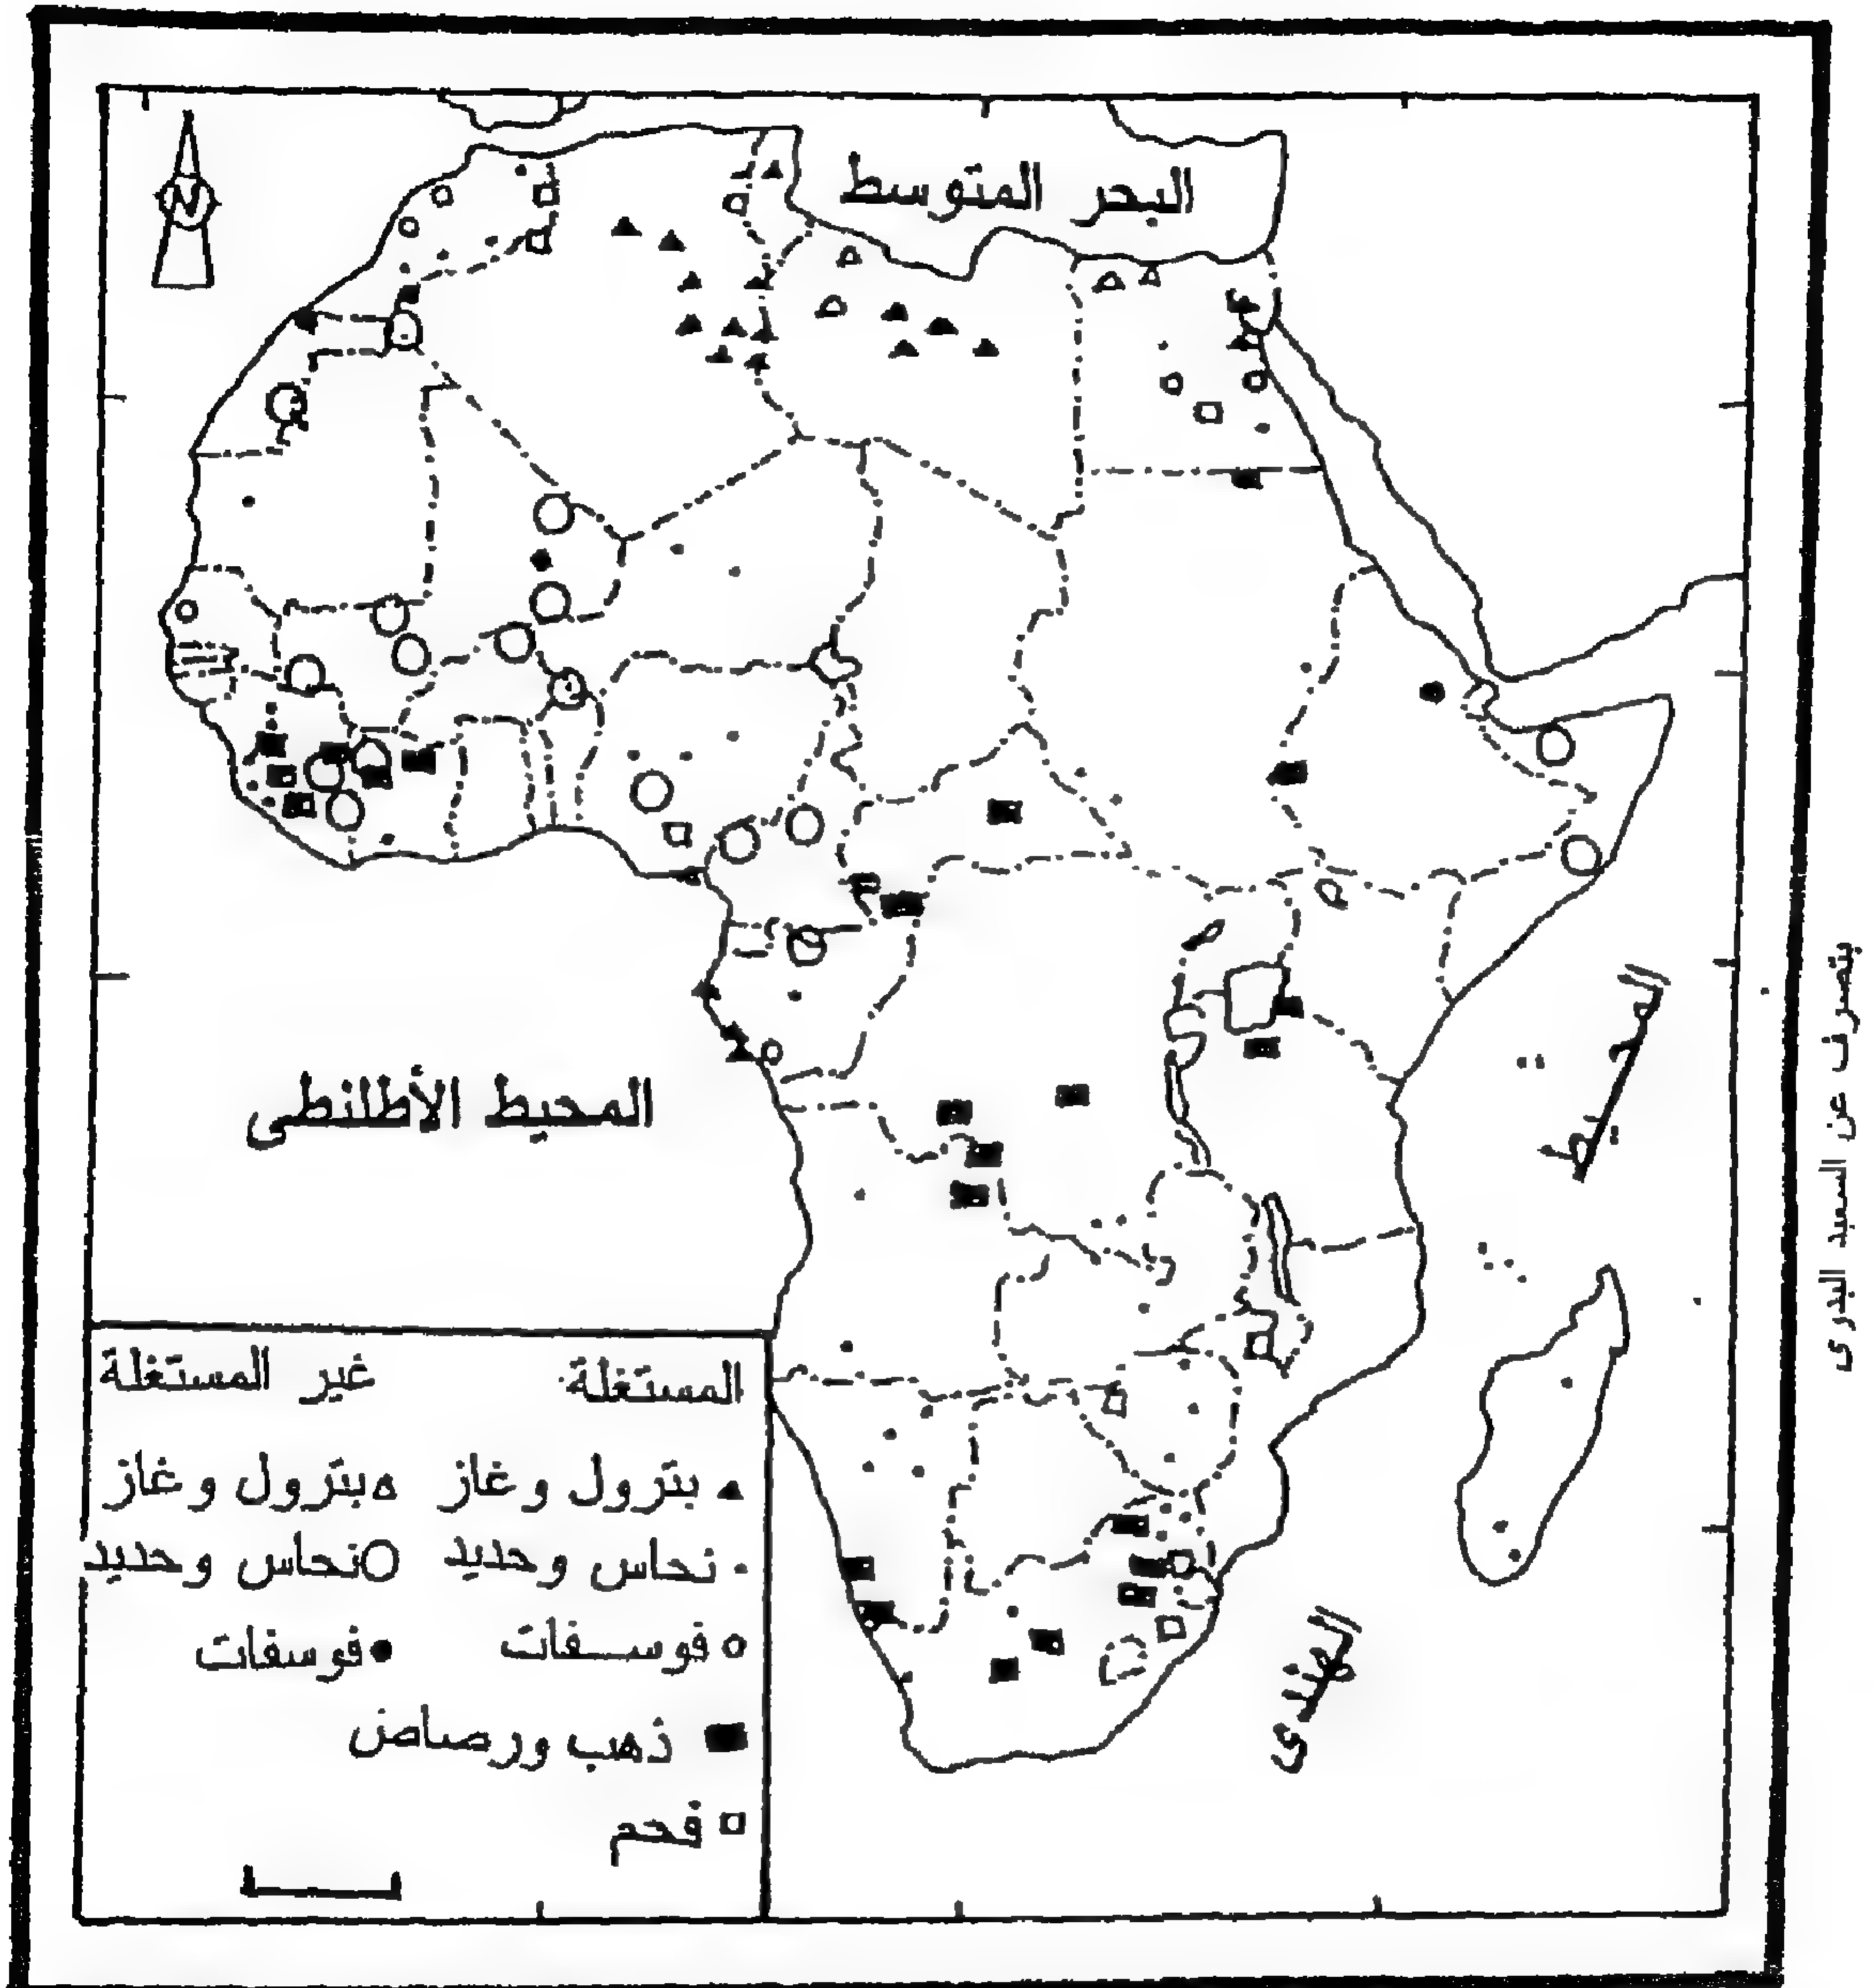 N
البحر المتوسط
المحيط الأطلنطى
المحيط
الهندى
المستغلة
غير المستغلة
بترول وغاز
بترول وغاز
نحاس وحديد
نحاس وحديد
فوسفات
فوسفات
ذهب ورصاص
فحم
بتصرف عن السعيد البدرى